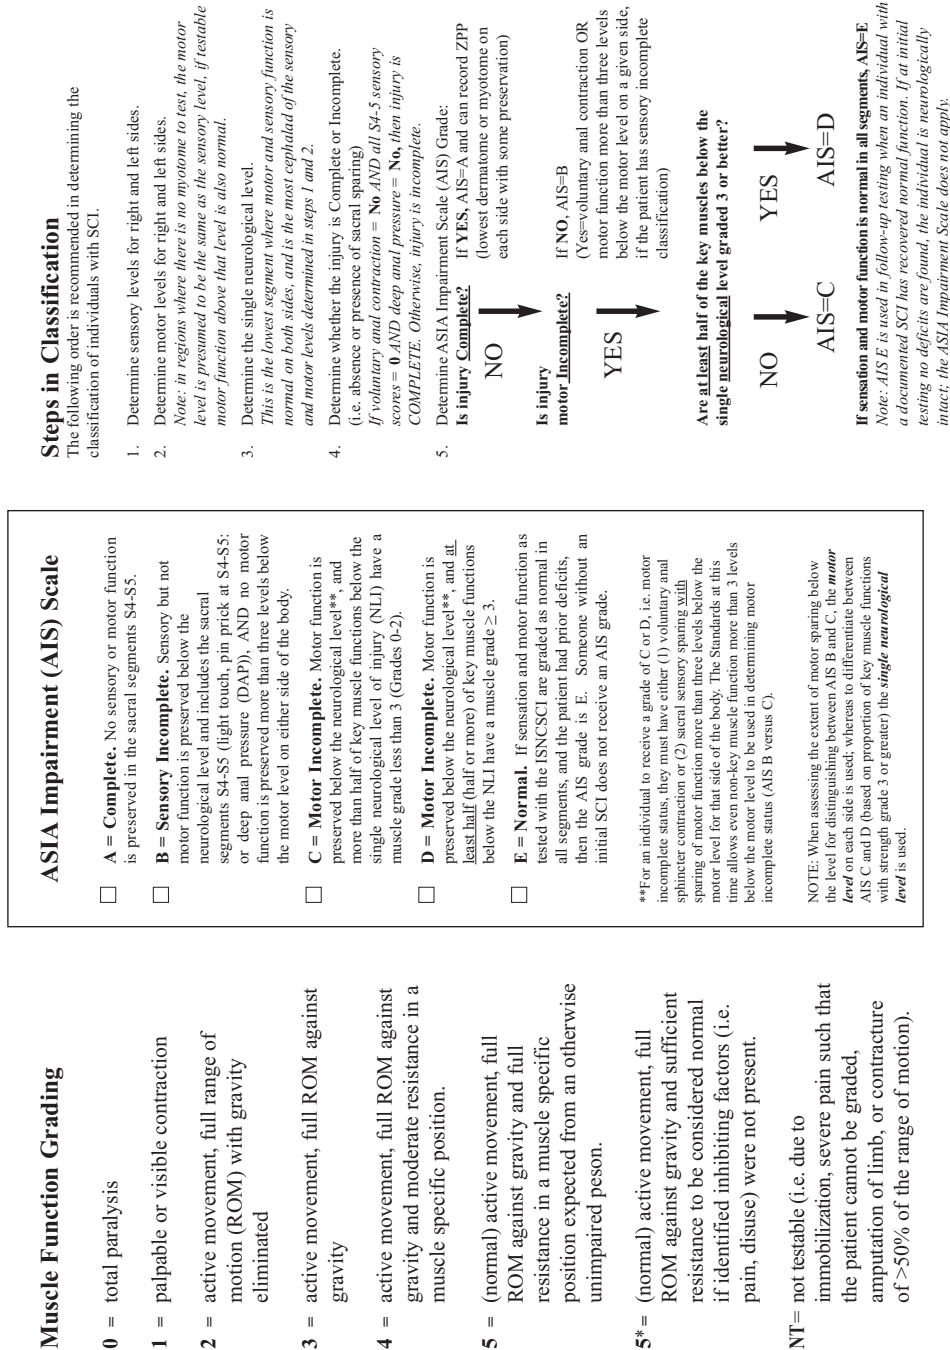 Muscle Function Grading
0 = total paralysis
1 = palpable or visible contraction
2 = active movement, full range of
motion (ROM) with gravity
eliminated
3 = active movement, full ROM against
gravity
4 = active movement, full ROM against
gravity and moderate resistance in a
muscle specific position.
5 = (normal) active movement, full
ROM against gravity and full
resistance in a muscle specific
position expected from an otherwise
unimpaired peson.
5* = (normal) active movement, full
ROM against gravity and sufficient
resistance to be considered normal
if identified inhibiting factors (i.e.
pain, disuse) were not present.
NT= not testable (i.e. due to
immobilization, severe pain such that
the patient cannot be graded,
amputation of limb, or contracture
of >50% of the range of motion).
ASIA Impairment (AIS) Scale
A = Complete. No sensory or motor function
is preserved in the sacral segments S4-S5.
B = Sensory Incomplete. Sensory but not
motor function is preserved below the
neurological level and includes the sacral
segments S4-S5 (light touch, pin prick at S4-S5:
or deep anal pressure (DAP)), AND no motor
function is preserved more than three levels below
the motor level on either side of the body.
C = Motor Incomplete. Motor function is
preserved below the neurological level**, and
more than half of key muscle functions below the
single neurological level of injury (NLI) have a
muscle grade less than 3 (Grades 0-2).
D = Motor Incomplete. Motor function is
preserved below the neurological level**, and at
least half (half or more) of key muscle functions
below the NLI have a muscle grade ≥ 3.
E = Normal. If sensation and motor function as
tested with the ISNCSCI are graded as normal in
all segments, and the patient had prior deficits,
then the AIS grade is E. Someone without an
initial SCI does not receive an AIS grade.
**For an individual to receive a grade of C or D, i.e. motor
incomplete status, they must have either (1) voluntary anal
sphincter contraction or (2) sacral sensory sparing with
sparing of motor function more than three levels below the
motor level for that side of the body. The Standards at this
time allows even non-key muscle function more than 3 levels
below the motor level to be used in determining motor
incomplete status (AIS B versus C).
NOTE: When assessing the extent of motor sparing below
the level for distinguishing between AIS B and C, the motor
level on each side is used; whereas to differentiate between
AIS C and D (based on proportion of key muscle functions
with strength grade 3 or greater) the single neurological
level is used.
Steps in Classification
The following order is recommended in determining the
classification of individuals with SCI.
1. Determine sensory levels for right and left sides.
2. Determine motor levels for right and left sides.
Note: in regions where there is no myotome to test, the motor
level is presumed to be the same as the sensory level, if testable
motor function above that level is also normal.
3. Determine the single neurological level.
This is the lowest segment where motor and sensory function is
normal on both sides, and is the most cephalad of the sensory
and motor levels determined in steps 1 and 2.
4. Determine whether the injury is Complete or Incomplete.
(i.e. absence or presence of sacral sparing)
If voluntary anal contraction = No AND all S4-5 sensory
scores = 0 AND deep anal pressure = No, then injury is
COMPLETE. Otherwise, injury is incomplete.
5. Determine ASIA Impairment Scale (AIS) Grade:
Is injury Complete? If YES, AIS=A and can record ZPP
(lowest dermatome or myotome on
each side with some preservation)
NO
Is injury
motor Incomplete? If NO, AIS=B
(Yes=voluntary anal contraction OR
motor function more than three levels
below the motor level on a given side,
if the patient has sensory incomplete
classification)
YES
Are at least half of the key muscles below the
single neurological level graded 3 or better?
NO YES
AIS=C AIS=D
If sensation and motor function is normal in all segments, AIS=E
Note: AIS E is used in follow-up testing when an individual with
a documented SCI has recovered normal function. If at initial
testing no deficits are found, the individual is neurologically
intact; the ASIA Impairment Scale does not apply.